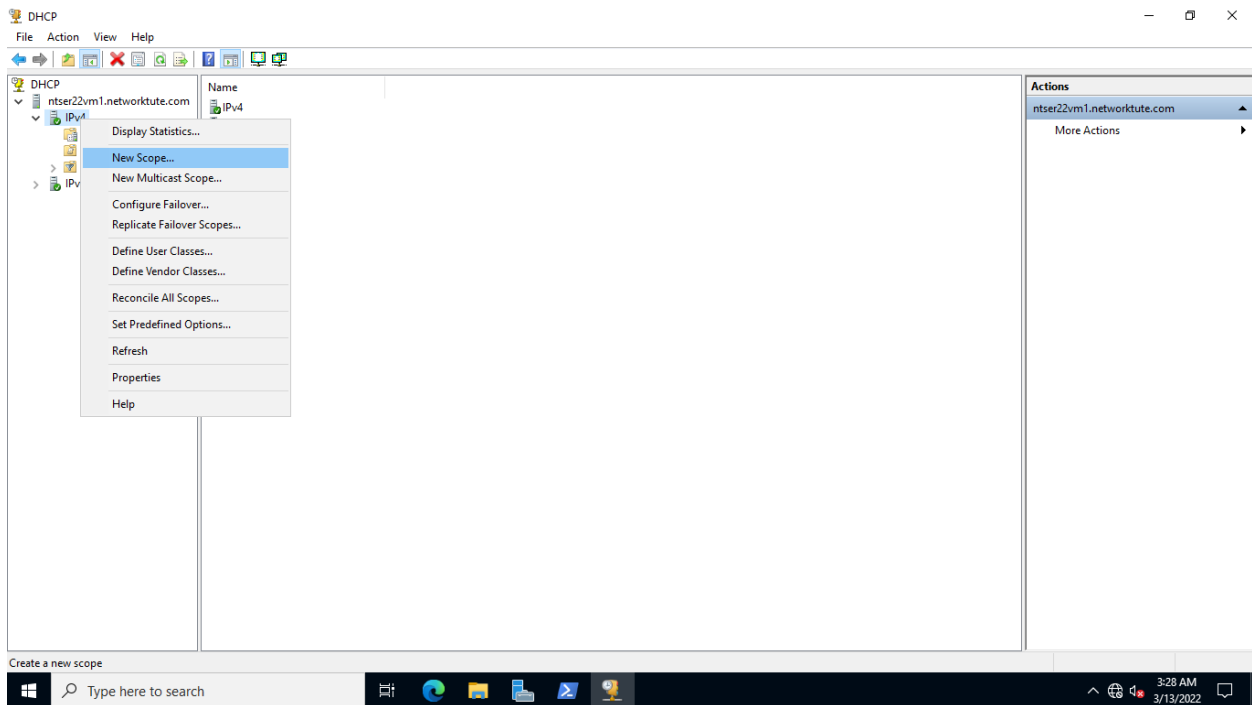 DHCP
File Action View Help
DHCP
ntser22vm1.networktute.com
IPv4
IPv
Display Statistics...
New Scope...
New Multicast Scope...
Configure Failover...
Replicate Failover Scopes...
Define User Classes...
Define Vendor Classes...
Reconcile All Scopes...
Set Predefined Options...
Refresh
Properties
Help
Name
IPv4
Actions
ntser22vm1.networktute.com
More Actions
Create a new scope
Type here to search
3:28 AM
3/13/2022